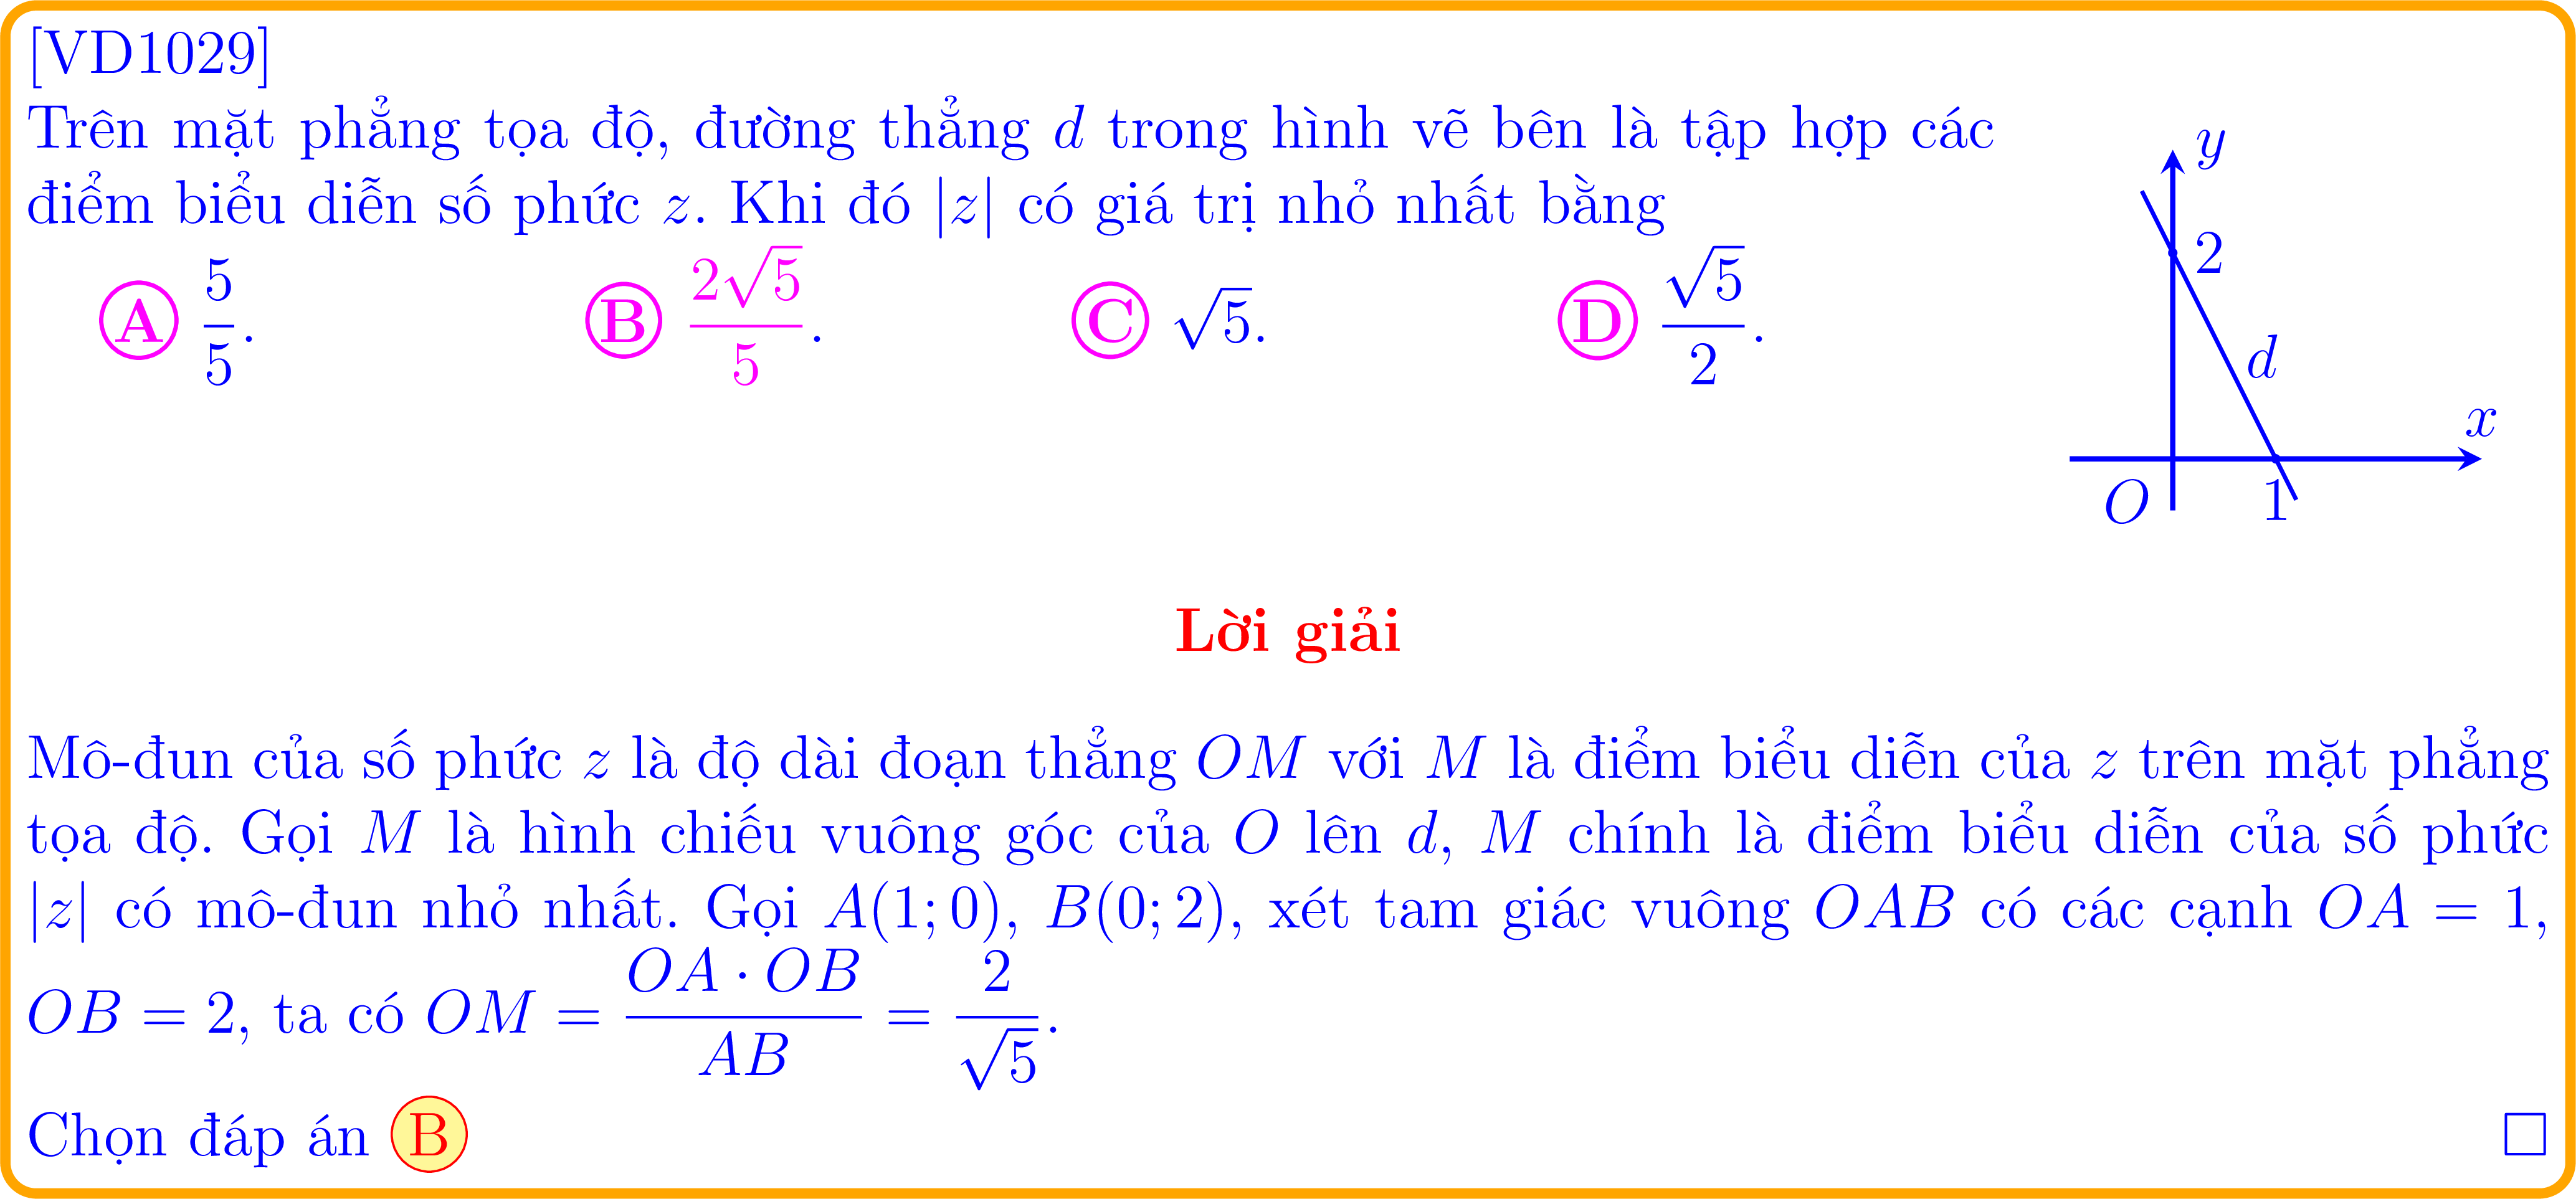 [VD1029]
Trên mặt phẳng tọa độ, đường thẳng d trong hình vẽ bên là tập hợp các
điểm biểu diễn số phức z. Khi đó |z| có giá trị nhỏ nhất bằng
A $\frac{5}{5}$. B $\frac{2\sqrt{5}}{5}$. C $\sqrt{5}$. D $\frac{\sqrt{5}}{2}$.
y
2
d
x
O 1
Lời giải
Mô-đun của số phức z là độ dài đoạn thẳng OM với M là điểm biểu diễn của z trên mặt phẳng
tọa độ. Gọi M là hình chiếu vuông góc của O lên d, M chính là điểm biểu diễn của số phức
|z| có mô-đun nhỏ nhất. Gọi A(1; 0), B(0; 2), xét tam giác vuông OAB có các cạnh OA = 1,
OB = 2, ta có $OM = \frac{OA \cdot OB}{AB} = \frac{2}{\sqrt{5}}$.
Chọn đáp án B □